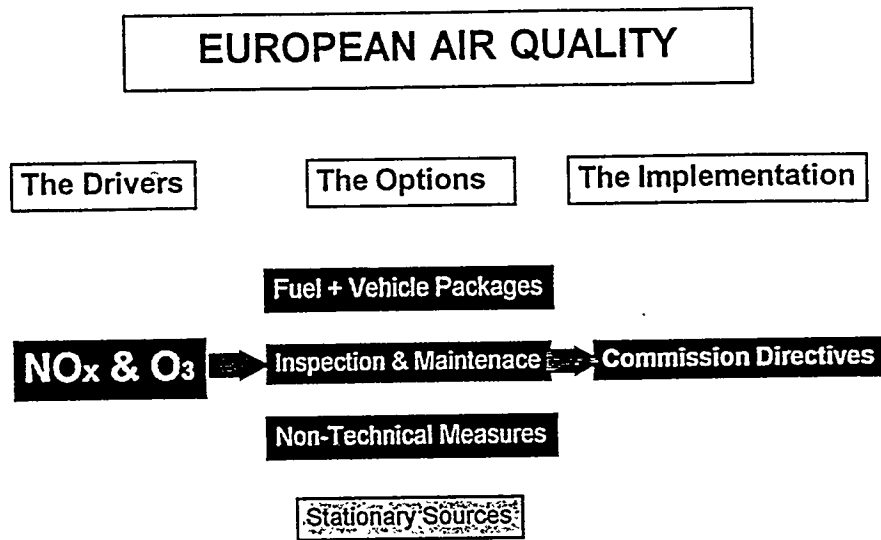 EUROPEAN AIR QUALITY
The Drivers
The Options
The Implementation
Fuel + Vehicle Packages
NOx & O3
Inspection & Maintenace
Commission Directives
Non-Technical Measures
Stationary Sources